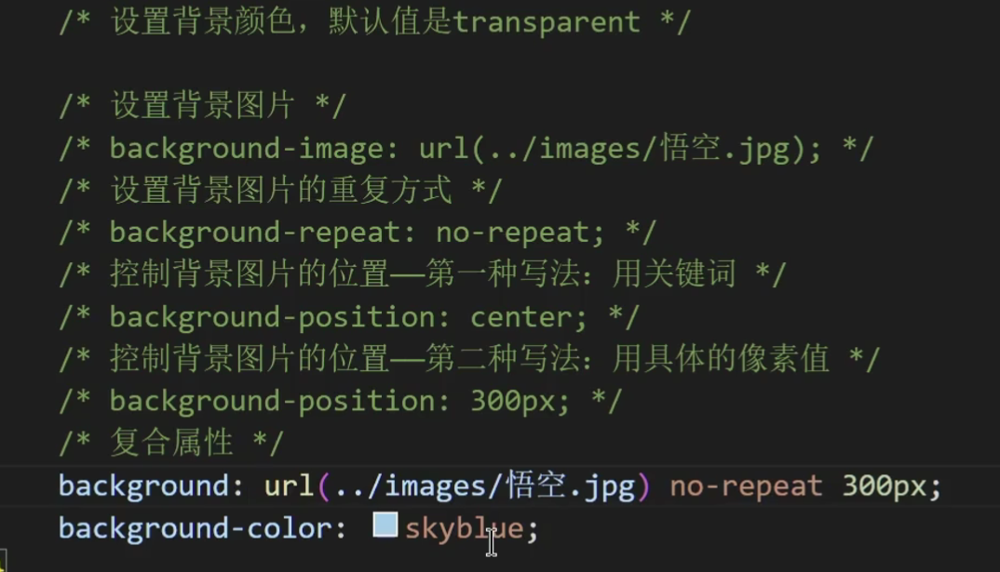 /* 设置背景颜色，默认值是transparent */
/* 设置背景图片 */
/* background-image: url(../images/悟空.jpg); */
/* 设置背景图片的重复方式 */
/* background-repeat: no-repeat; */
/* 控制背景图片的位置——第一种写法：用关键词 */
/* background-position: center; */
/* 控制背景图片的位置——第二种写法：用具体的像素值 */
/* background-position: 300px; */
/* 复合属性 */
background: url(../images/悟空.jpg) no-repeat 300px;
background-color: skyblue;